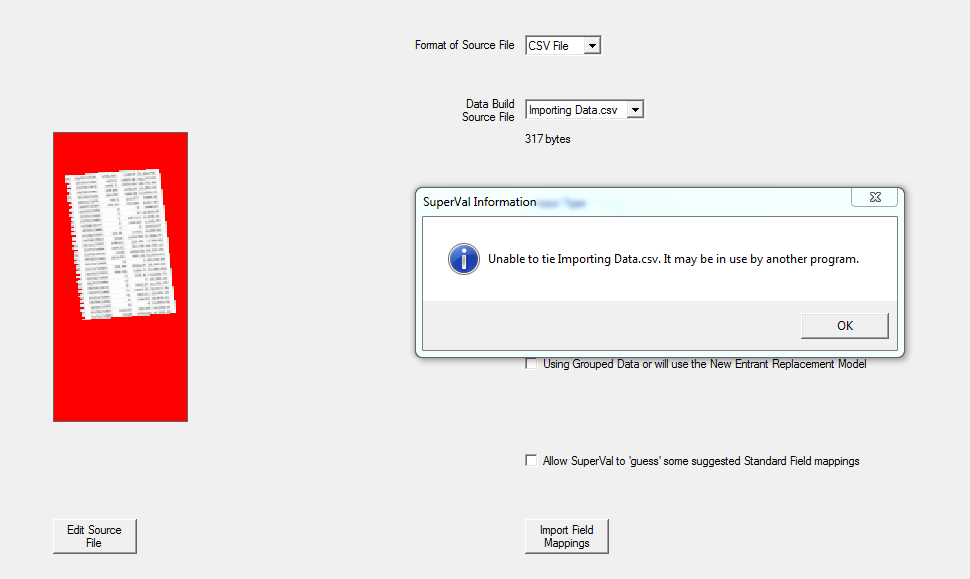 Format of Source File
CSV File
Data Build
Source File
Importing Data.csv
317 bytes
SuperVal Information
Unable to tie Importing Data.csv. It may be in use by another program.
OK
Using Grouped Data or will use the New Entrant Replacement Model
Allow SuperVal to 'guess' some suggested Standard Field mappings
Edit Source
File
Import Field
Mappings